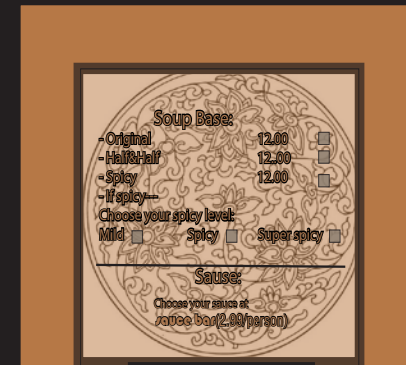 Soup Base:
- Original 12.00
- Half&Half 12..00
- Spicy 12.00
- If spicy---
Choose your spicy level:
Mild Spicy Super spicy
Sause:
Choose your sauce at
sauce bar(2.99/person)